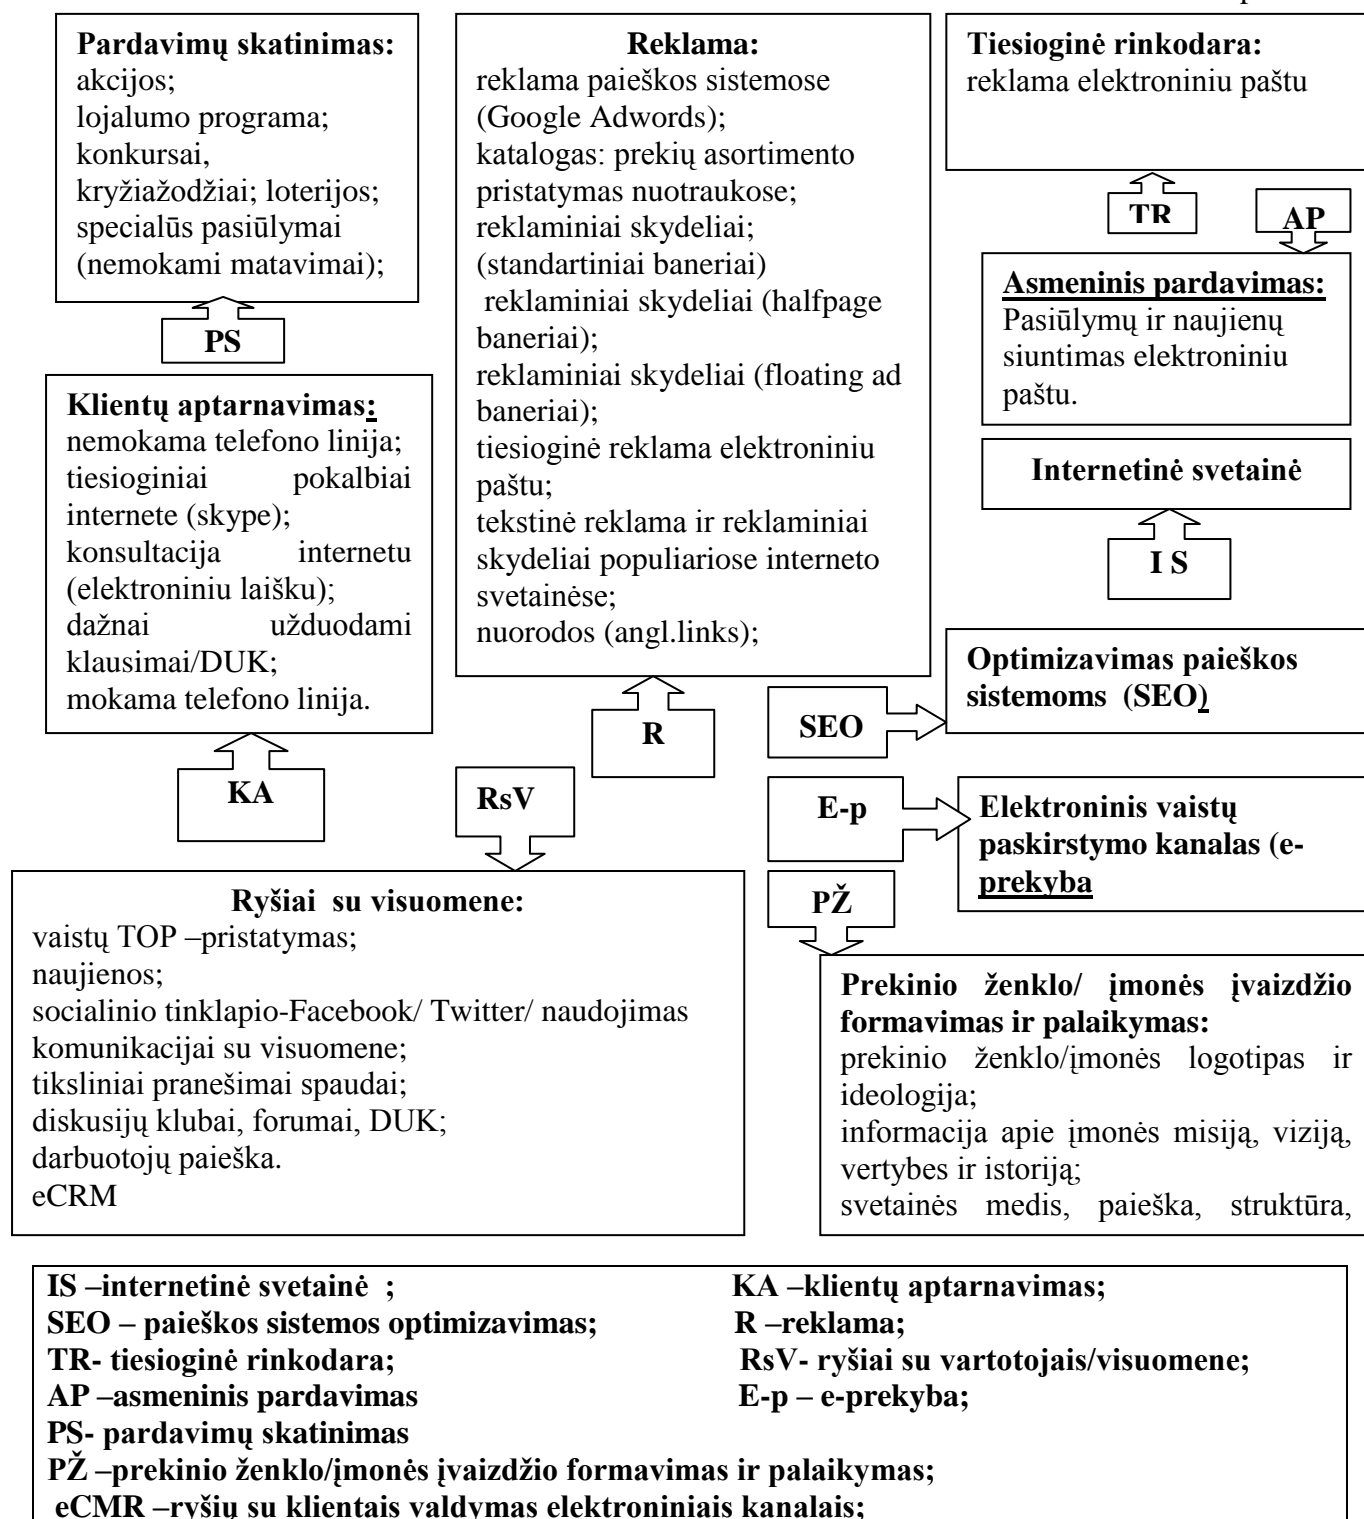 Pardavimų skatinimas:
akcijos;
lojalumo programa;
konkursai,
kryžiažodžiai; loterijos;
specialūs pasiūlymai
(nemokami matavimai);
PS
Klientų aptarnavimas:
nemokama telefono linija;
tiesioginiai pokalbiai
internete (skype);
konsultacija internetu
(elektroniniu laišku);
dažnai užduodami
klausimai/DUK;
mokama telefono linija.
KA
Reklama:
reklama paieškos sistemose
(Google Adwords);
katalogas: prekių asortimento
pristatymas nuotraukose;
reklaminiai skydeliai;
(standartiniai baneriai)
reklaminiai skydeliai (halfpage
baneriai);
reklaminiai skydeliai (floating ad
baneriai);
tiesioginė reklama elektroniniu
paštu;
tekstinė reklama ir reklaminiai
skydeliai populiariose interneto
svetainėse;
nuorodos (angl.links);
R
RsV
Tiesioginė rinkodara:
reklama elektroniniu paštu
TR
AP
Asmeninis pardavimas:
Pasiūlymų ir naujienų
siuntimas elektroniniu
paštu.
Internetinė svetainė
I S
SEO
Optimizavimas paieškos
sistemoms (SEO)
E-p
Elektroninis vaistų
paskirstymo kanalas (e-
prekyba
PŽ
Ryšiai su visuomene:
vaistų TOP –pristatymas;
naujienos;
socialinio tinklapio-Facebook/ Twitter/ naudojimas
komunikacijai su visuomene;
tiksliniai pranešimai spaudai;
diskusijų klubai, forumai, DUK;
darbuotojų paieška.
eCRM
Prekinio ženklo/ įmonės įvaizdžio
formavimas ir palaikymas:
prekinio ženklo/įmonės logotipas ir
ideologija;
informacija apie įmonės misiją, viziją,
vertybes ir istoriją;
svetainės medis, paieška, struktūra,
IS –internetinė svetainė ;
KA –klientų aptarnavimas;
SEO – paieškos sistemos optimizavimas;
R –reklama;
TR- tiesioginė rinkodara;
RsV- ryšiai su vartotojais/visuomene;
AP –asmeninis pardavimas
E-p – e-prekyba;
PS- pardavimų skatinimas
PŽ –prekinio ženklo/įmonės įvaizdžio formavimas ir palaikymas;
eCMR –ryšių su klientais valdymas elektroniniais kanalais;